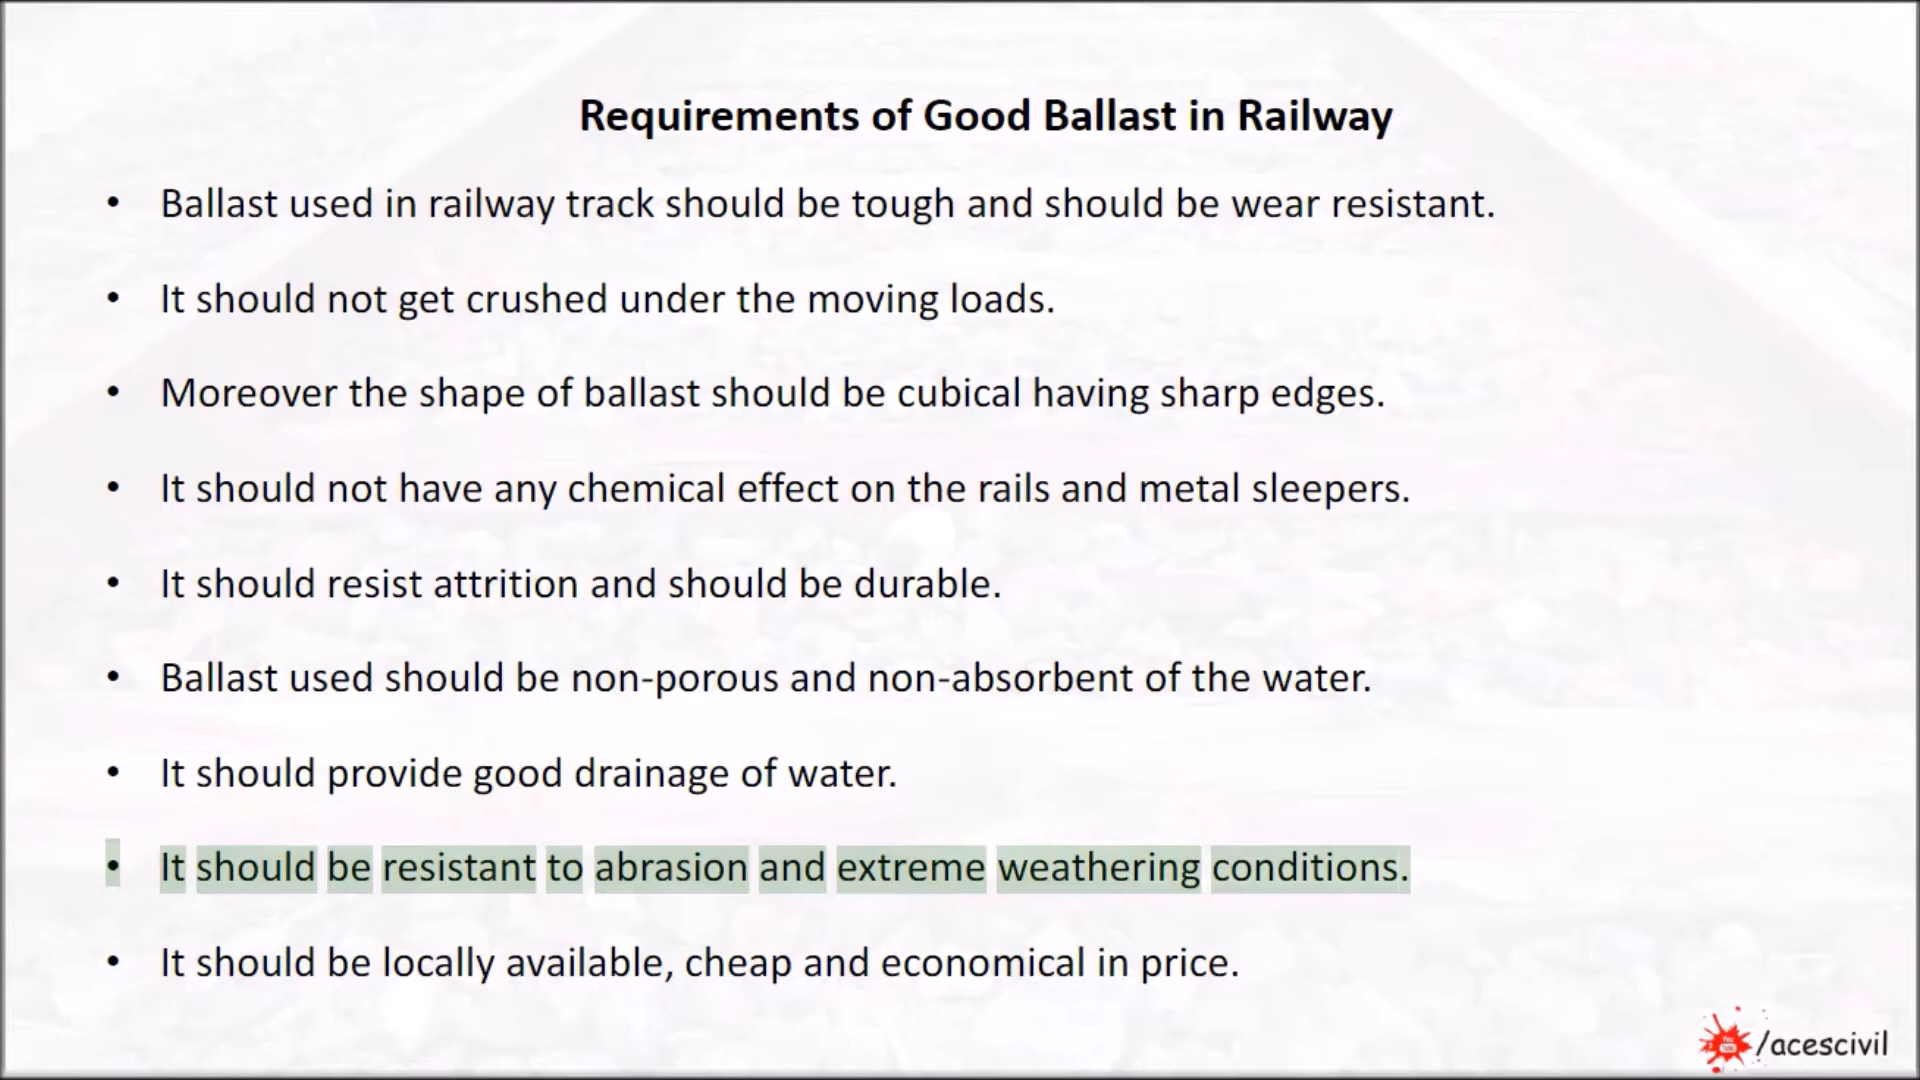 Requirements of Good Ballast in Railway
• Ballast used in railway track should be tough and should be wear resistant.
• It should not get crushed under the moving loads.
• Moreover the shape of ballast should be cubical having sharp edges.
• It should not have any chemical effect on the rails and metal sleepers.
• It should resist attrition and should be durable.
• Ballast used should be non-porous and non-absorbent of the water.
• It should provide good drainage of water.
• It should be resistant to abrasion and extreme weathering conditions.
• It should be locally available, cheap and economical in price.
/acescivil